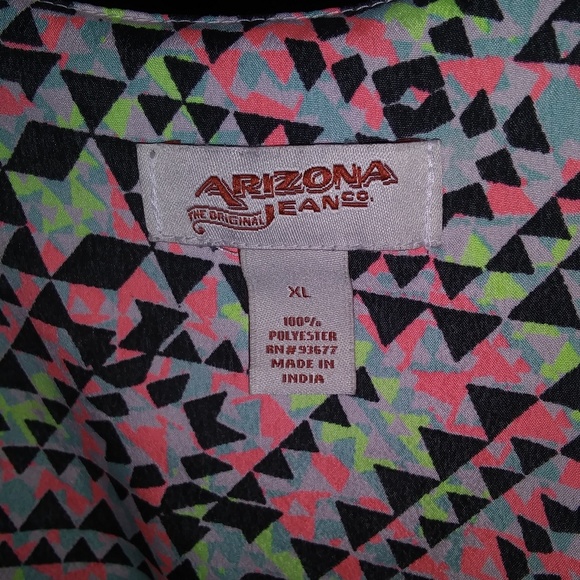 ARIZONA
THE ORIGINAL JEAN CO.
XL
100%
POLYESTER
RN# 93677
MADE IN
INDIA